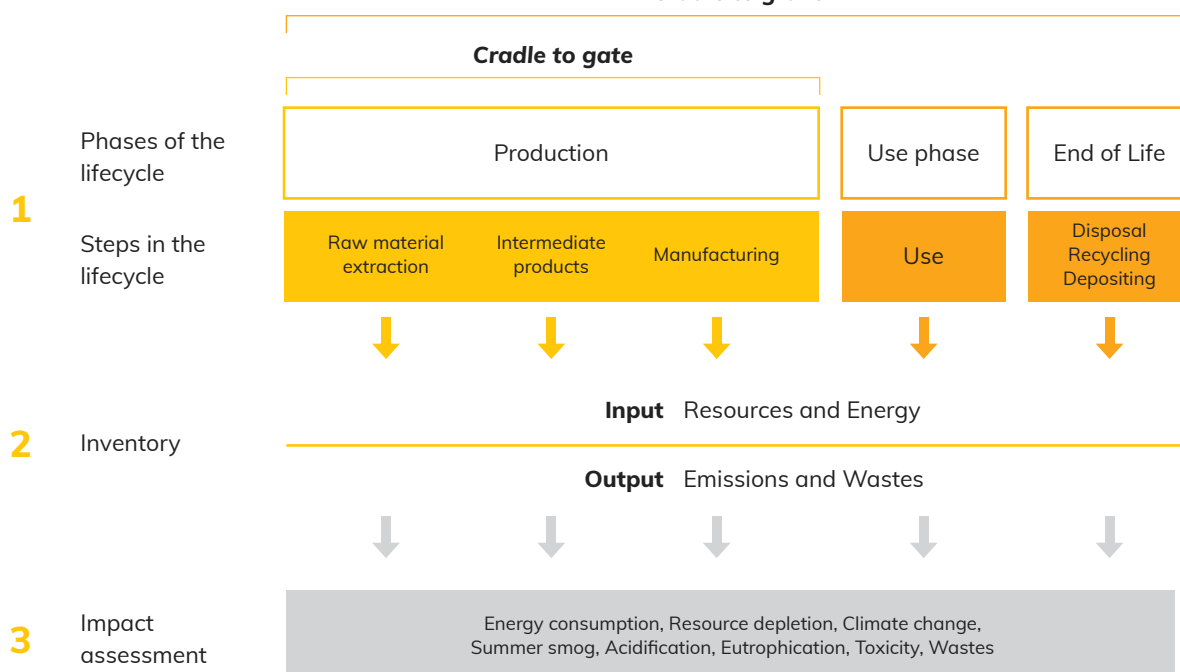 Cradle to gate
Phases of the
lifecycle
Production
Use phase
End of Life
1
Steps in the
lifecycle
Raw material
extraction
Intermediate
products
Manufacturing
Use
Disposal
Recycling
Depositing
Input Resources and Energy
2
Inventory
Output Emissions and Wastes
3
Impact
assessment
Energy consumption, Resource depletion, Climate change,
Summer smog, Acidification, Eutrophication, Toxicity, Wastes